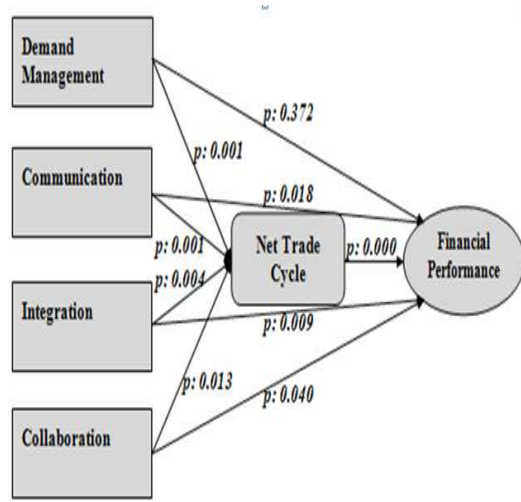 Demand
Management
p: 0.372
p: 0.001
Communication
p: 0.018
p: 0.001
Net Trade
Cycle
p: 0.000
Financial
Performance
p: 0.004
Integration
p: 0.009
p: 0.013
p: 0.040
Collaboration